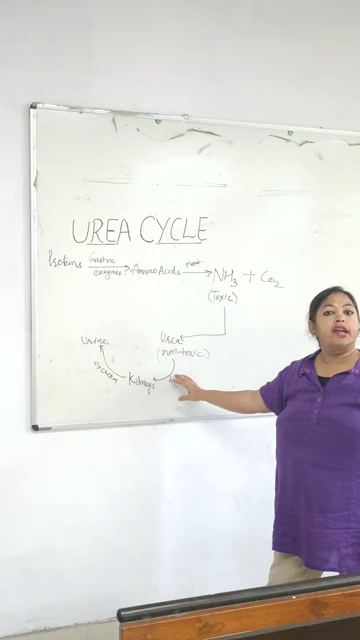 UREA CYCLE
Proteins Gastric enzymes Amino Acids NH3 + CO2
(Toxic)
Urea
(non-toxic)
Urine
Kidneys
excretion